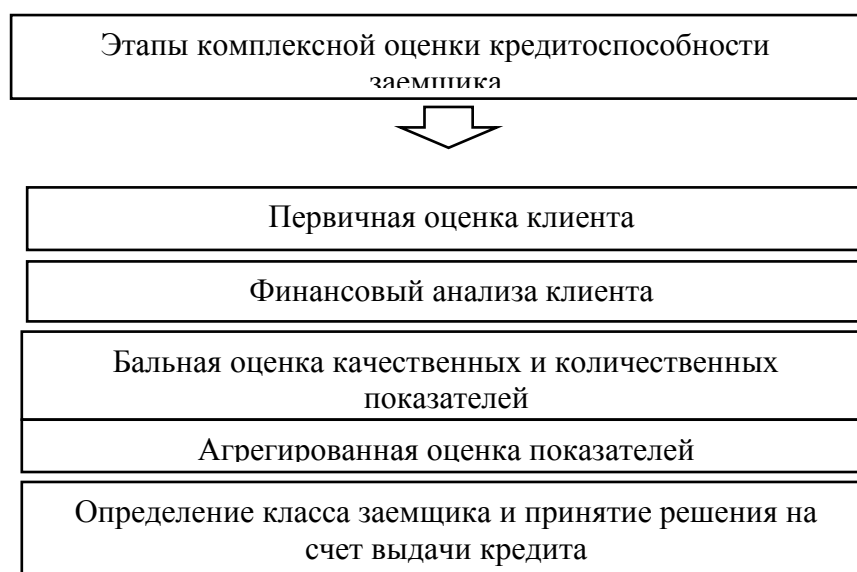 Этапы комплексной оценки кредитоспособности
заемщика
Первичная оценка клиента
Финансовый анализа клиента
Бальная оценка качественных и количественных
показателей
Агрегированная оценка показателей
Определение класса заемщика и принятие решения на
счет выдачи кредита